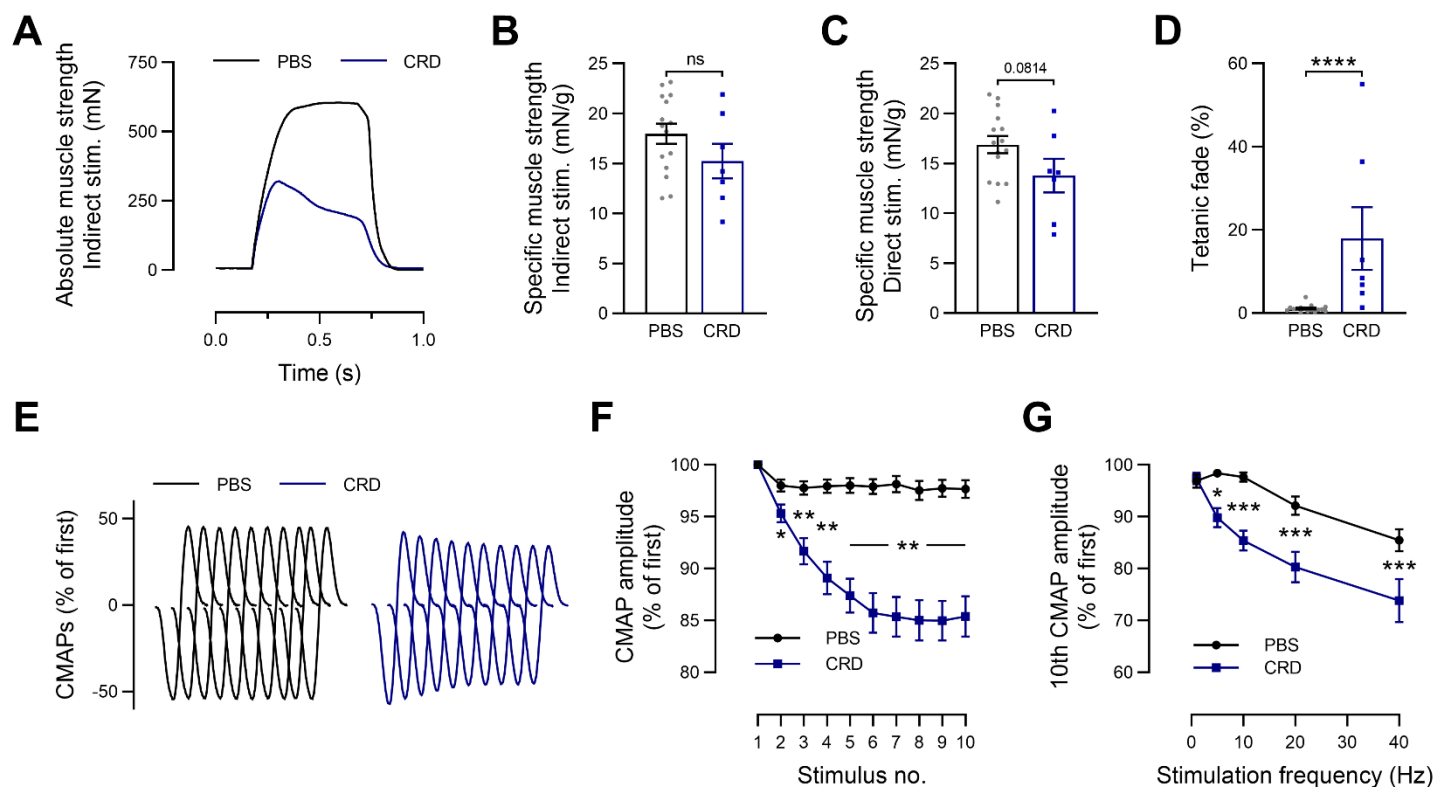 A
PBS CRD
Absolute muscle strength
Indirect stim. (mN)
750
500
250
0
0.0 0.5 1.0
Time (s)
B
ns
Specific muscle strength
Indirect stim. (mN/g)
25
20
15
10
5
0
PBS CRD
C
0.0814
Specific muscle strength
Direct stim. (mN/g)
25
20
15
10
5
0
PBS CRD
D
****
Tetanic fade (%)
60
40
20
0
PBS CRD
E
PBS CRD
CMAPs (% of first)
50
0
-50
F
CMAP amplitude
(% of first)
100
95
90
85
80
* ** ** **
PBS
CRD
1 2 3 4 5 6 7 8 9 10
Stimulus no.
G
10th CMAP amplitude
(% of first)
100
90
80
70
60
* *** *** ***
PBS
CRD
0 10 20 30 40
Stimulation frequency (Hz)